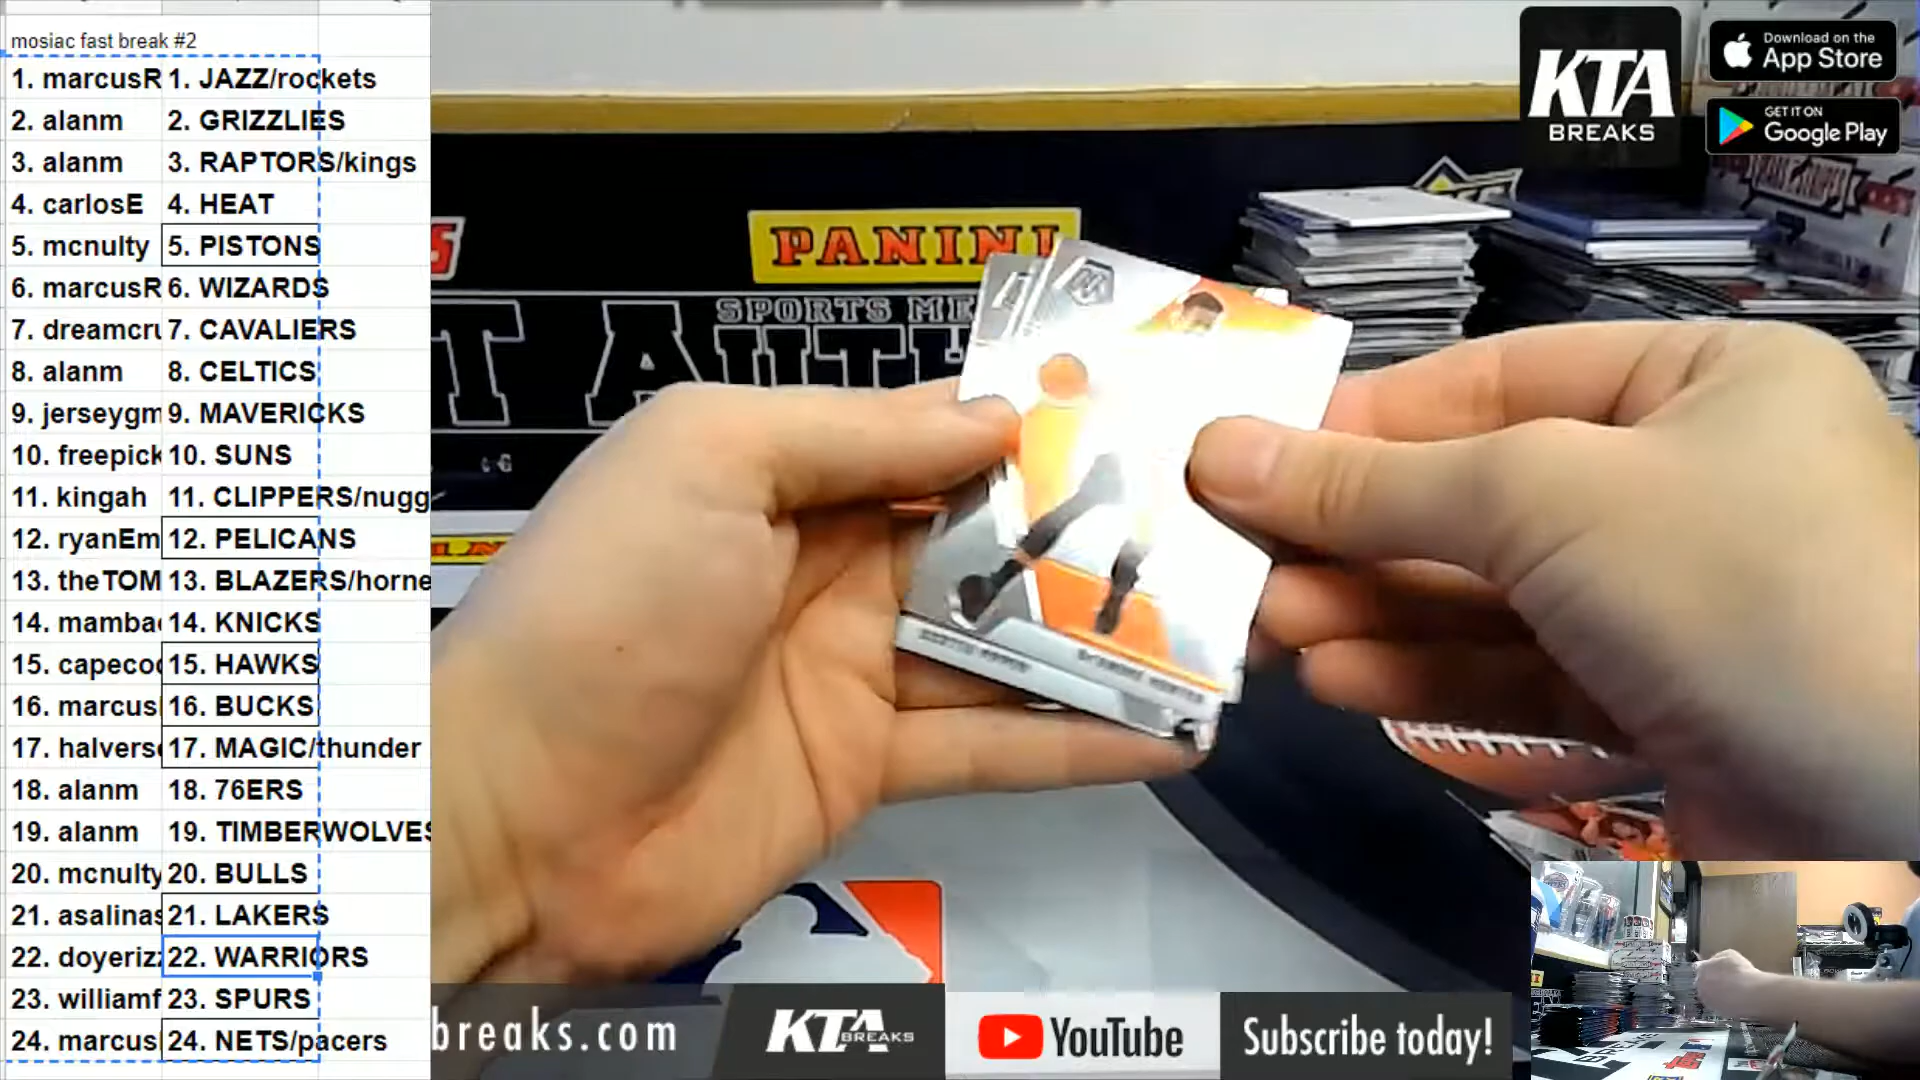 mosiac fast break #2
1. marcusR 1. JAZZ/rockets
2. alanm 2. GRIZZLIES
3. alanm 3. RAPTORS/kings
4. carlosE 4. HEAT
5. mcnulty 5. PISTONS
6. marcusR 6. WIZARDS
7. dreamcru 7. CAVALIERS
8. alanm 8. CELTICS
9. jerseygm 9. MAVERICKS
10. freepick 10. SUNS
11. kingah 11. CLIPPERS/nugg
12. ryanEm 12. PELICANS
13. theTOM 13. BLAZERS/horne
14. mambac 14. KNICKS
15. capecod 15. HAWKS
16. marcus 16. BUCKS
17. halvers 17. MAGIC/thunder
18. alanm 18. 76ERS
19. alanm 19. TIMBERWOLVES
20. mcnulty 20. BULLS
21. asalinas 21. LAKERS
22. doyeriz 22. WARRIORS
23. williamf 23. SPURS
24. marcus 24. NETS/pacers
KTA
BREAKS
Download on the
App Store
GET IT ON
Google Play
PANINI
SPORTS ME
T AUTH
breaks.com
KTA BREAKS
YouTube
Subscribe today!